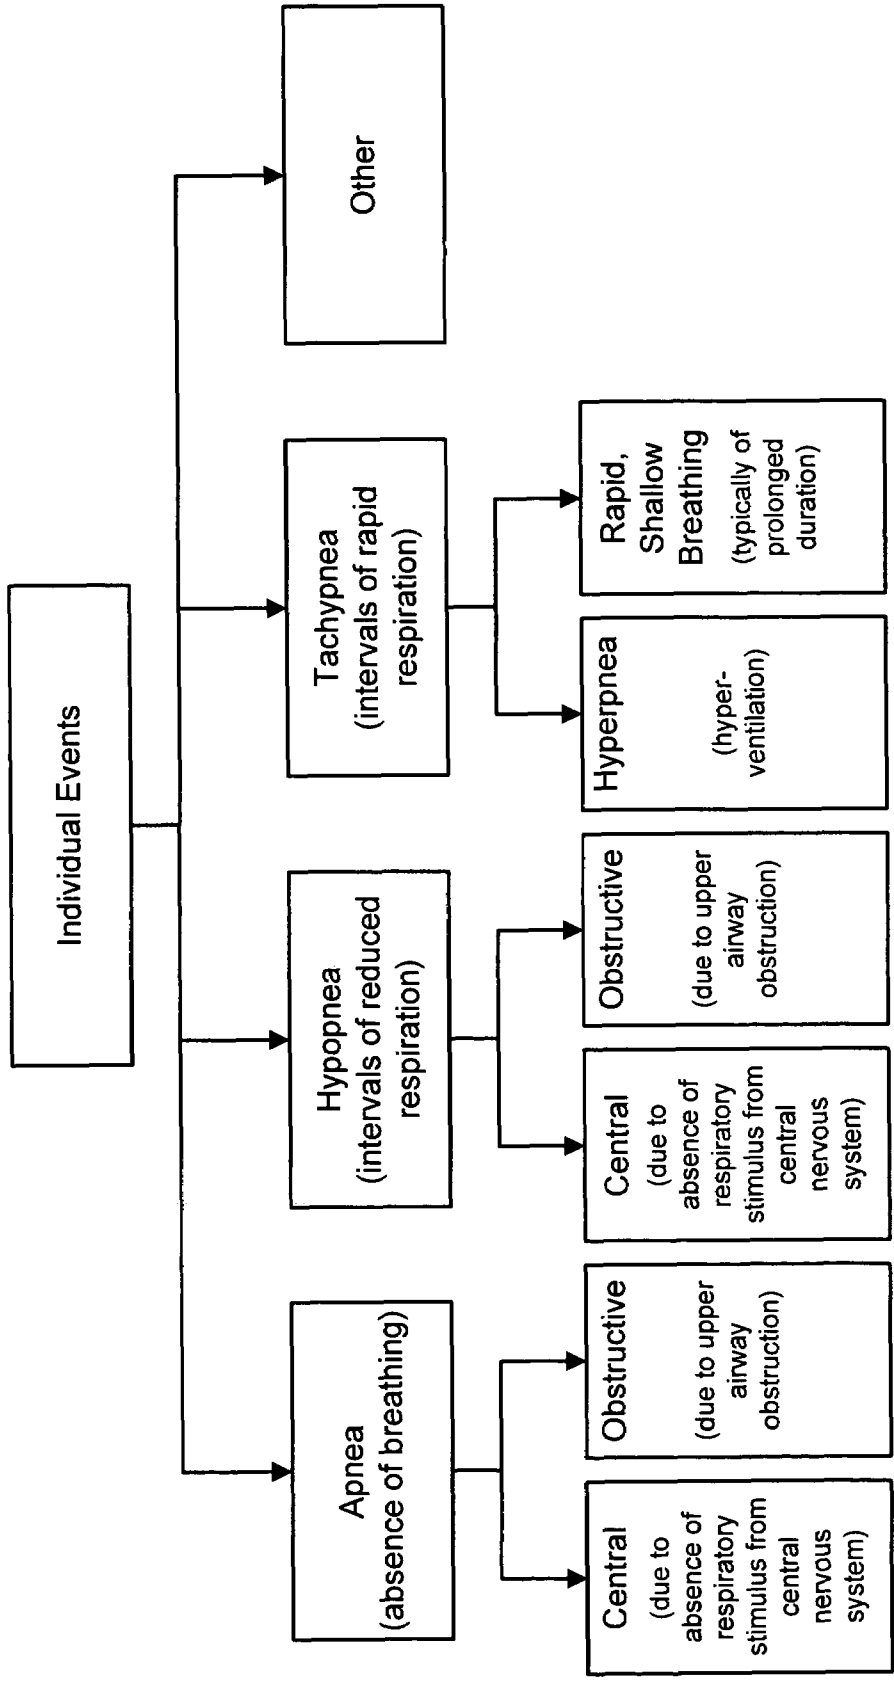 Individual Events
Apnea
(absence of breathing)
Hypopnea
(intervals of reduced
respiration)
Tachypnea
(intervals of rapid
respiration)
Other
Central
(due to
absence of
respiratory
stimulus from
central
nervous
system)
Obstructive
(due to upper
airway
obstruction)
Central
(due to
absence of
respiratory
stimulus from
central
nervous
system)
Obstructive
(due to upper
airway
obstruction)
Hyperpnea
(hyper-
ventilation)
Rapid,
Shallow
Breathing
(typically of
prolonged
duration)